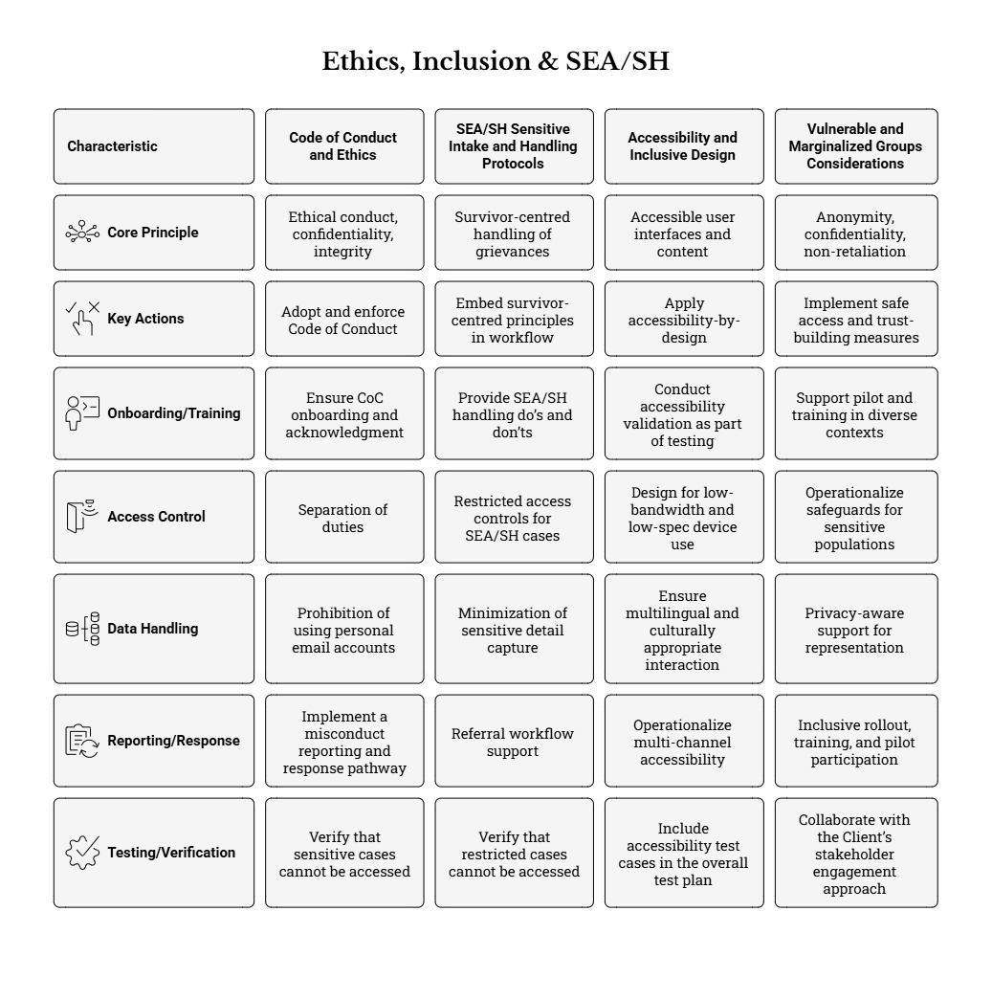 Ethics, Inclusion & SEA/SH
Characteristic
Code of Conduct
and Ethics
SEA/SH Sensitive
Intake and Handling
Protocols
Accessibility and
Inclusive Design
Vulnerable and
Marginalized Groups
Considerations
Core Principle
Ethical conduct,
confidentiality,
integrity
Survivor-centred
handling of
grievances
Accessible user
interfaces and
content
Anonymity,
confidentiality,
non-retaliation
Key Actions
Adopt and enforce
Code of Conduct
Embed survivor-
centred principles
in workflow
Apply
accessibility-by-
design
Implement safe
access and trust-
building measures
Onboarding/Training
Ensure CoC
onboarding and
acknowledgment
Provide SEA/SH
handling do's and
don'ts
Conduct
accessibility
validation as part
of testing
Support pilot and
training in diverse
contexts
Access Control
Separation of
duties
Restricted access
controls for
SEA/SH cases
Design for low-
bandwidth and
low-spec device
use
Operationalize
safeguards for
sensitive
populations
Data Handling
Prohibition of
using personal
email accounts
Minimization of
sensitive detail
capture
Ensure
multilingual and
culturally
appropriate
interaction
Privacy-aware
support for
representation
Reporting/Response
Implement a
misconduct
reporting and
response pathway
Referral workflow
support
Operationalize
multi-channel
accessibility
Inclusive rollout,
training, and pilot
participation
Testing/Verification
Verify that
sensitive cases
cannot be accessed
Verify that
restricted cases
cannot be accessed
Include
accessibility test
cases in the overall
test plan
Collaborate with
the Client's
stakeholder
engagement
approach